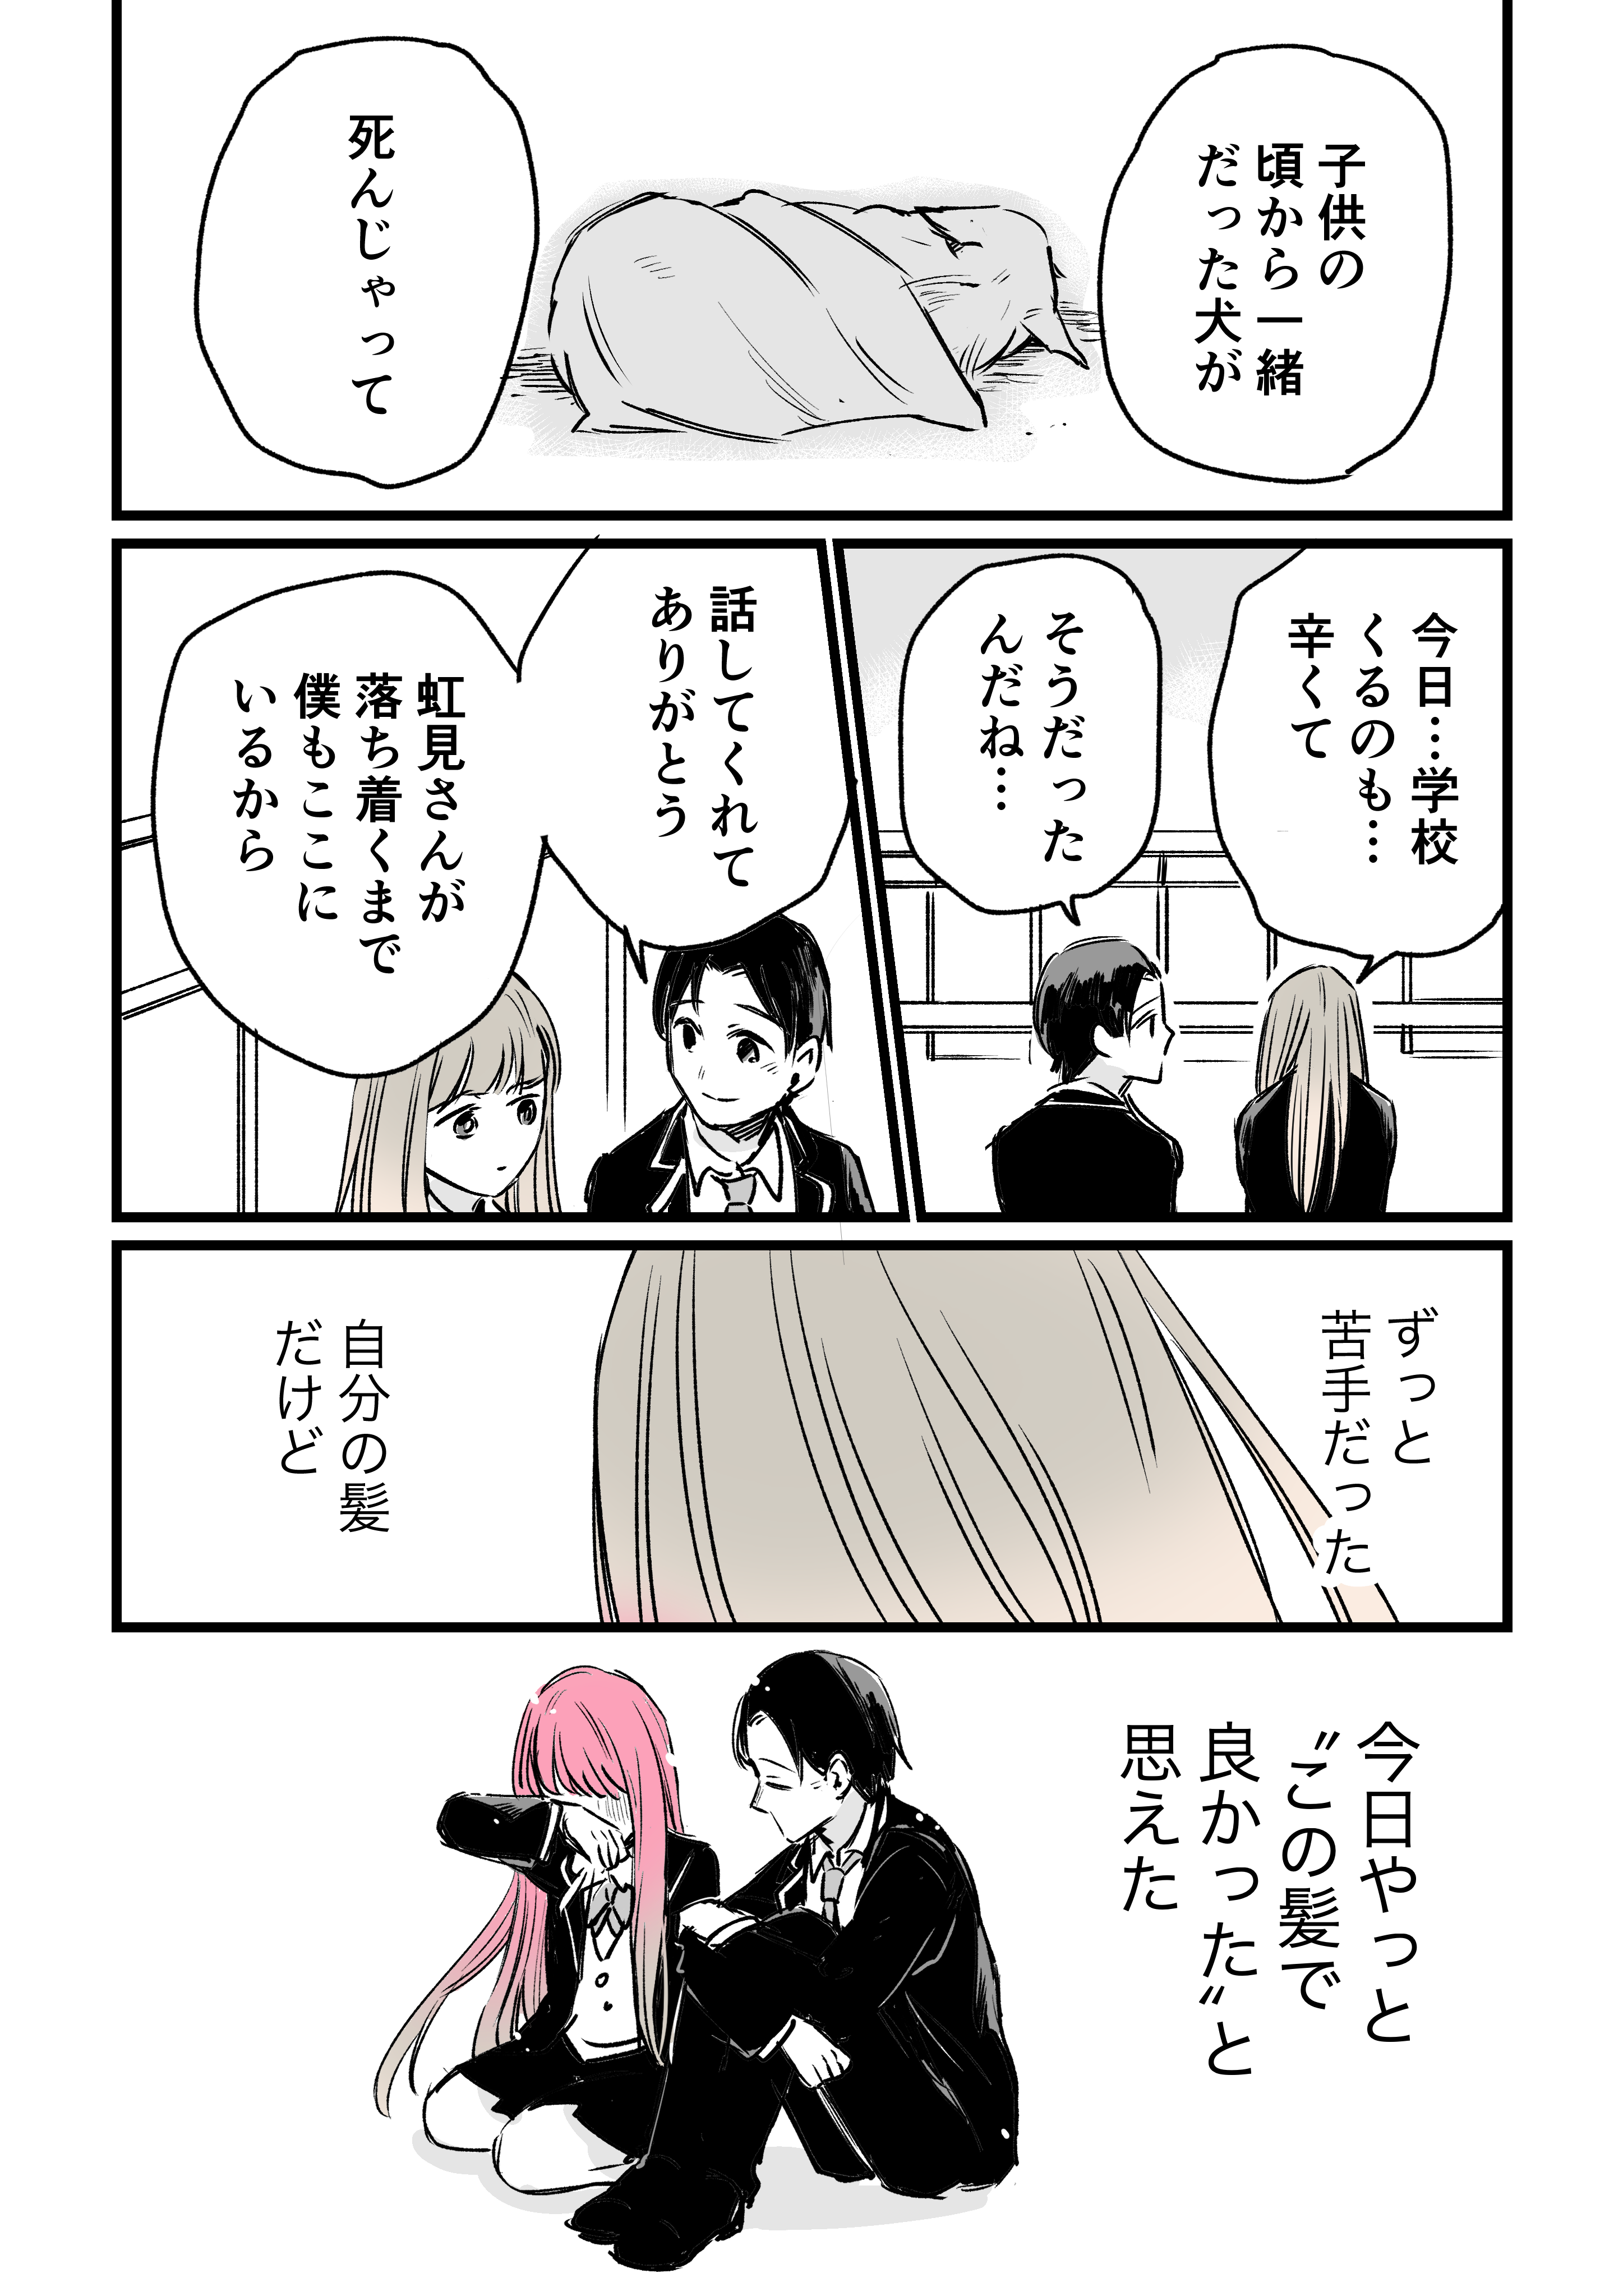 子供の
頃から一緒
だった犬が
死んじゃって
今日…学校
くるのも…
辛くて
そうだった
んだね…
話してくれて
ありがとう
虹見さんが
落ち着くまで
僕もここに
いるから
ずっと
苦手だった
自分の髪
だけど
今日やっと
〝この髪で
良かった〟と
思えた